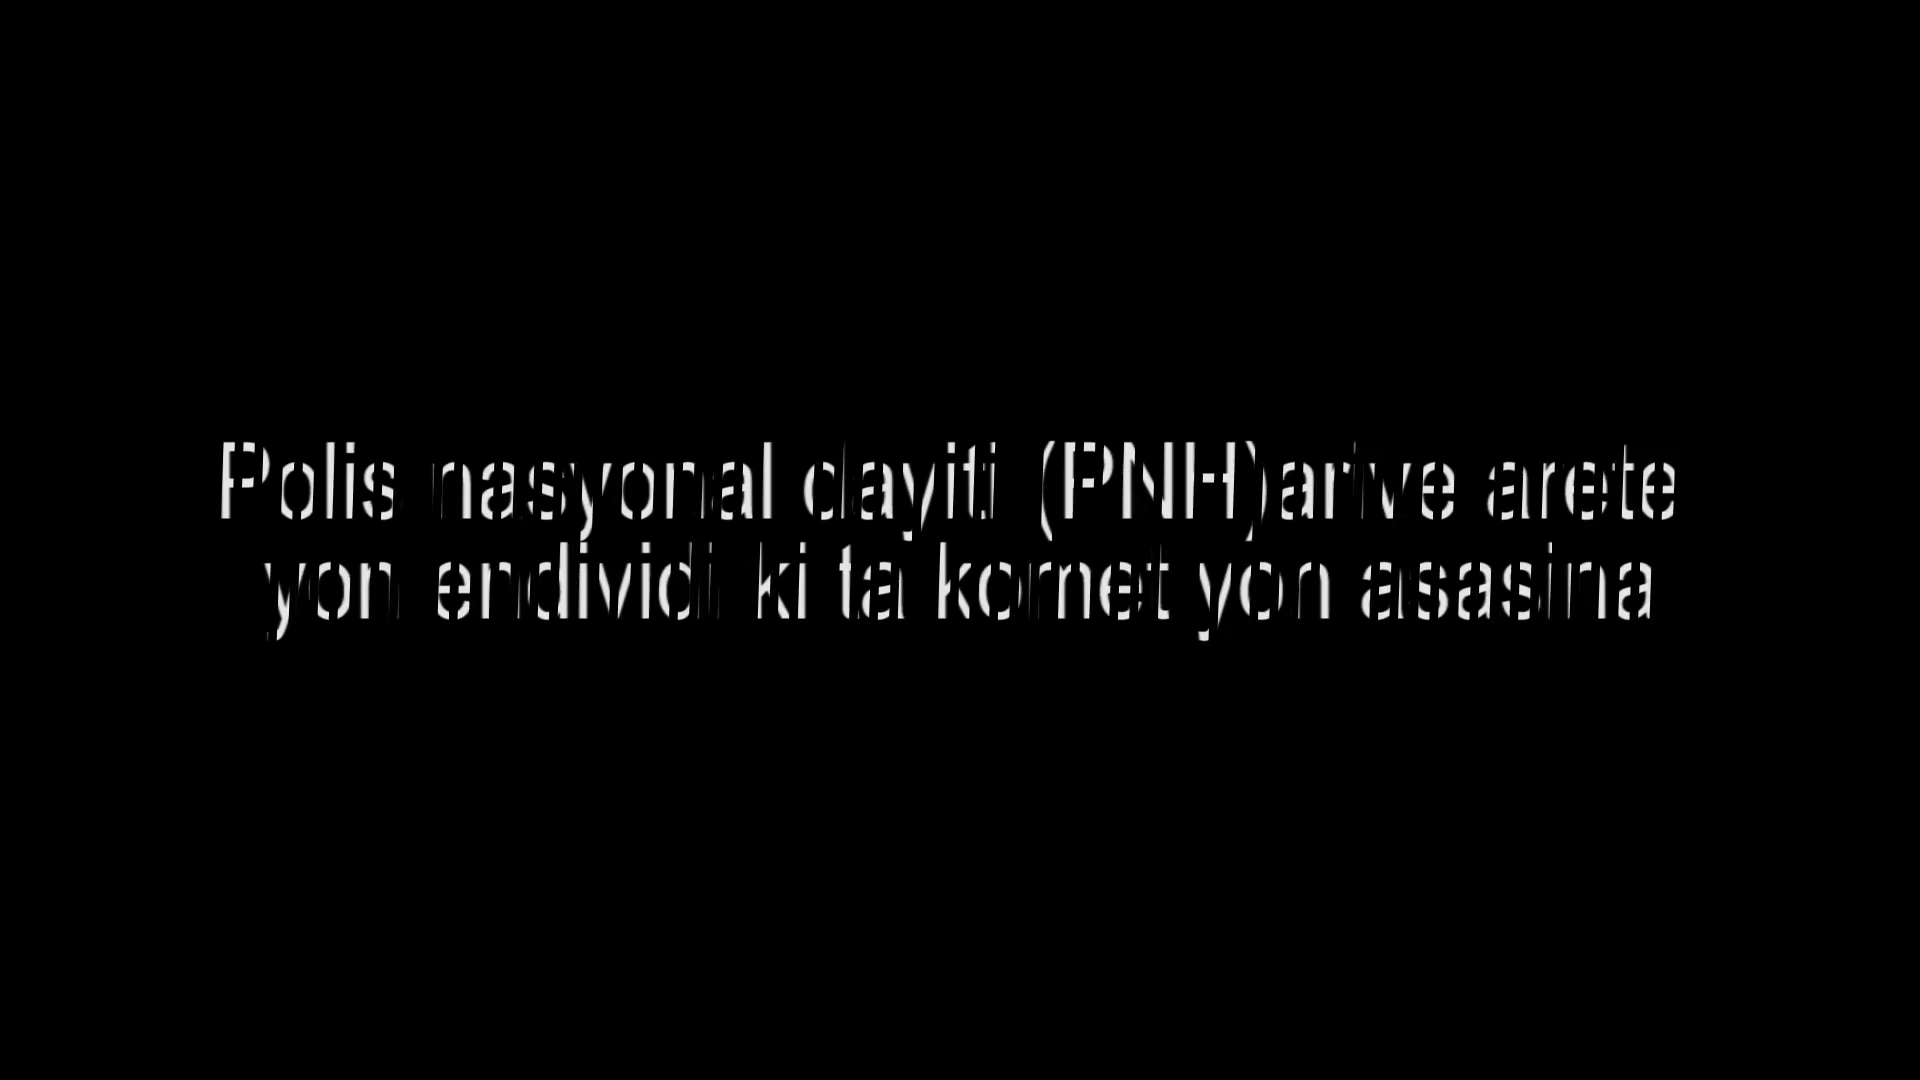 Polis nasyonal dayiti (PNH)arive arete
yon endividi ki ta komet yon asasina